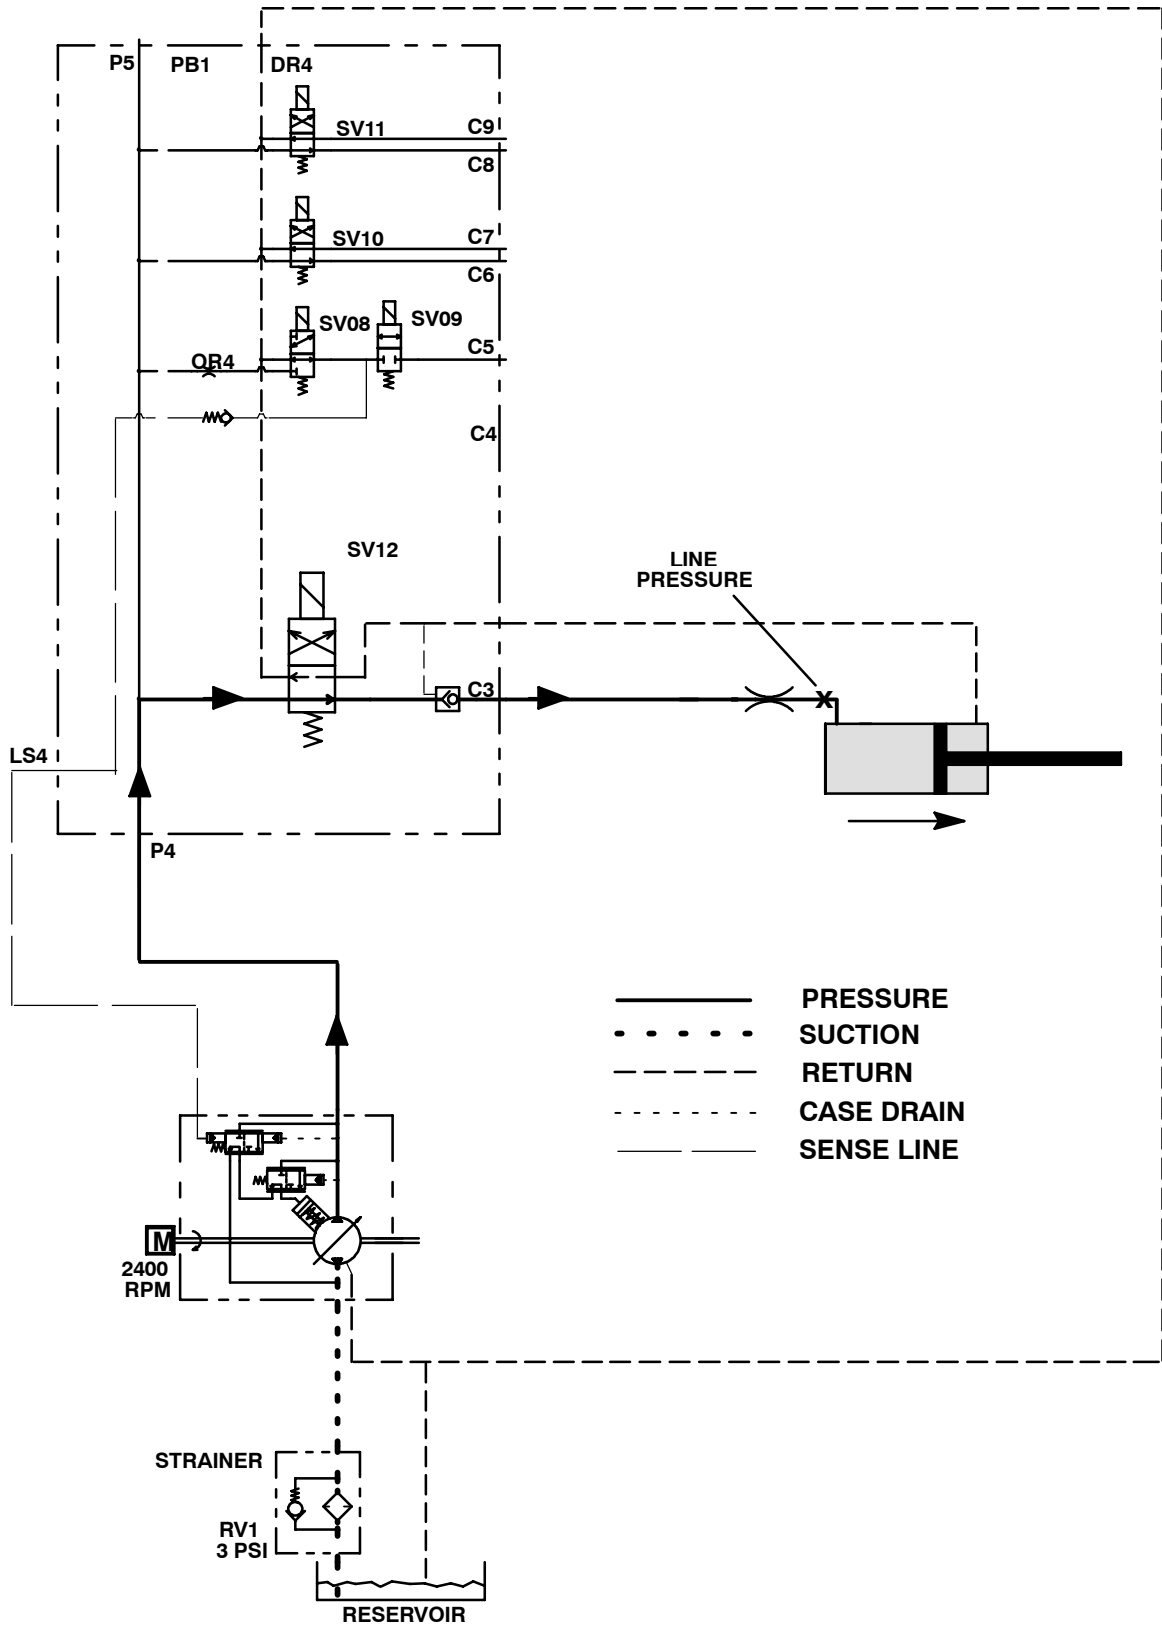 P5 PB1 DR4
SV11 C9
C8
SV10 C7
C6
SV08 SV09
C5
OR4
C4
SV12
LINE
PRESSURE
C3
LS4
P4
PRESSURE
SUCTION
RETURN
CASE DRAIN
SENSE LINE
M
2400
RPM
STRAINER
RV1
3 PSI
RESERVOIR